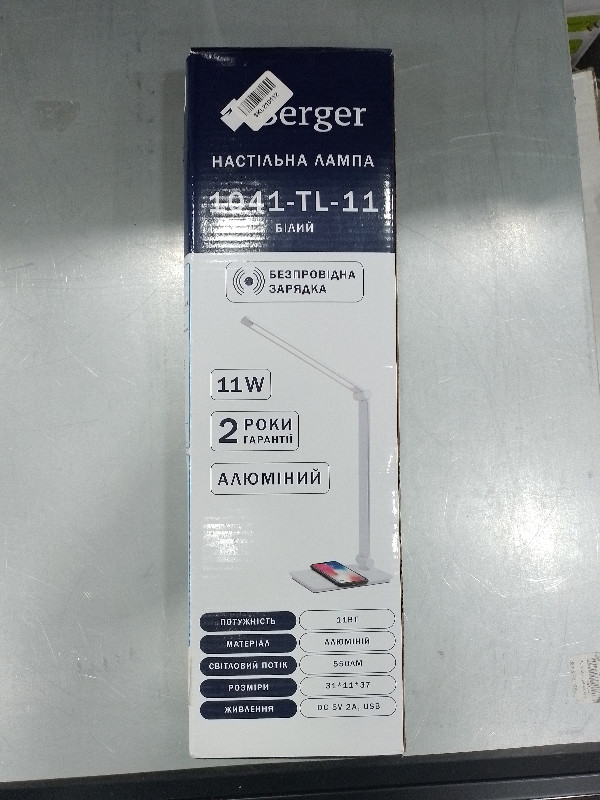 Berger
НАСТІЛЬНА ЛАМПА
1041-TL-11
БІЛИЙ
БЕЗПРОВІДНА
ЗАРЯДКА
11W
2 РОКИ
ГАРАНТІЇ
АЛЮМІНИЙ
ПОТУЖНІСТЬ 11ВТ
МАТЕРІАЛ АЛЮМІНІЙ
СВІТЛОВИЙ ПОТІК 550ЛМ
РОЗМІРИ 31*11*37
ЖИВЛЕННЯ DC 5V 2A, USB